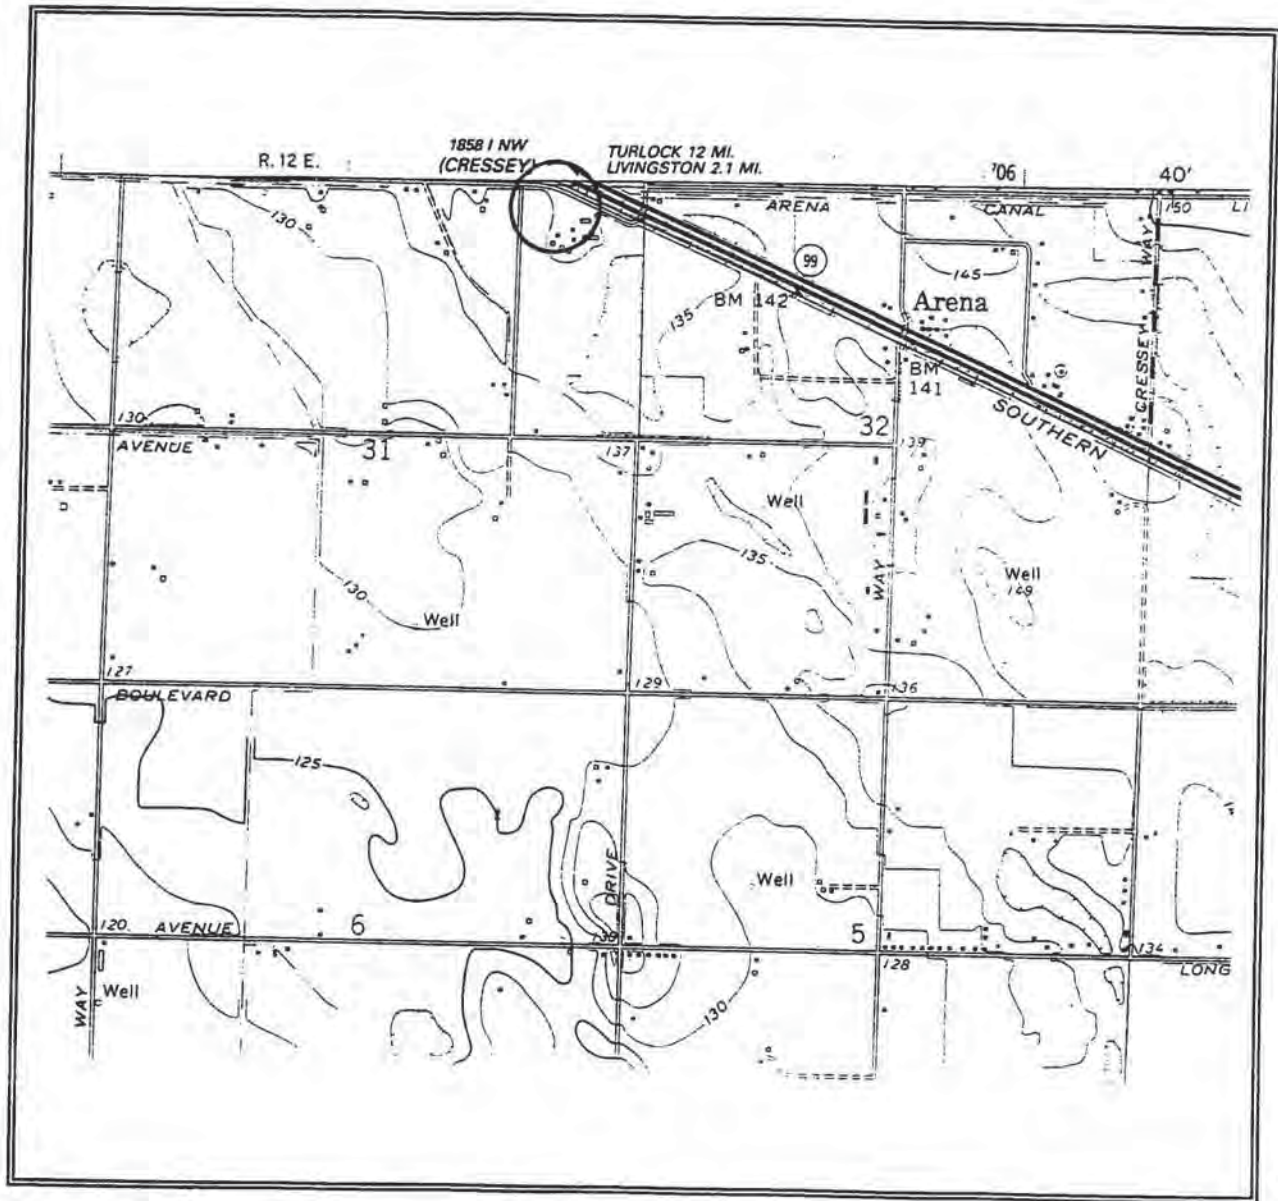 1858 I NW
(CRESSEY)
TURLOCK 12 MI.
LIVINGSTON 2.1 MI.
R. 12 E.
'06
40'
ARENA
CANAL
150
LI
130
99
145
WAY
BM 142
Arena
135
BM
141
CRESSEY
SOUTHERN
130
AVENUE
31
137
32
139
Well
135
WAY
Well
149
130
Well
127
BOULEVARD
129
136
125
DRIVE
Well
120
AVENUE
6
130
5
128
134
LONG
WAY
Well
130